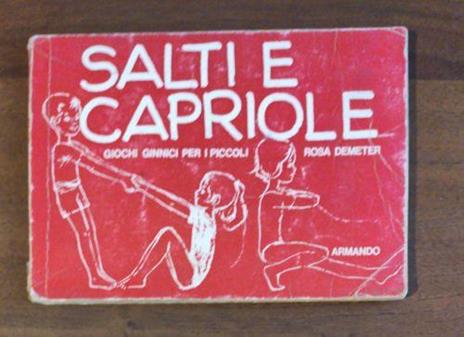 SALTI E
CAPRIOLE
GIOCHI GINNICI PER I PICCOLI ROSA DEMETER
ARMANDO